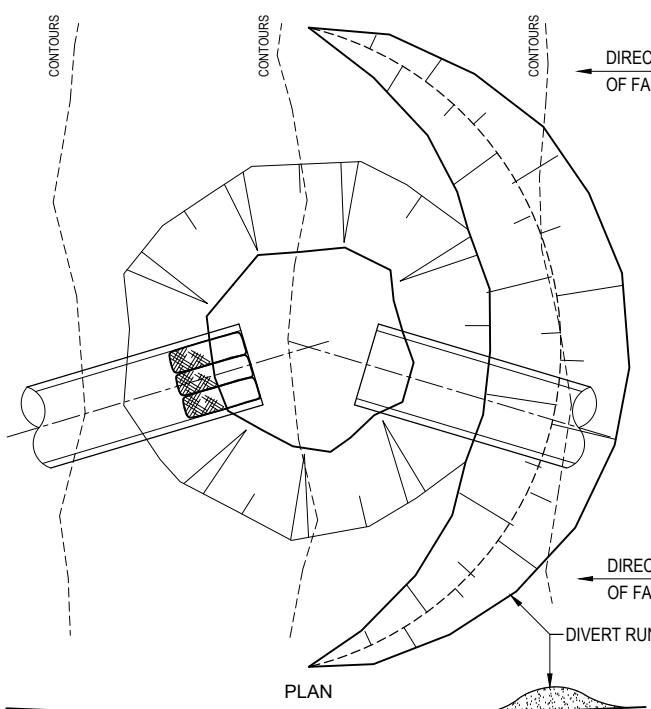 CONTOURS
CONTOURS
CONTOURS
DIREC
OF FA
DIREC
OF FA
DIVERT RUN
PLAN